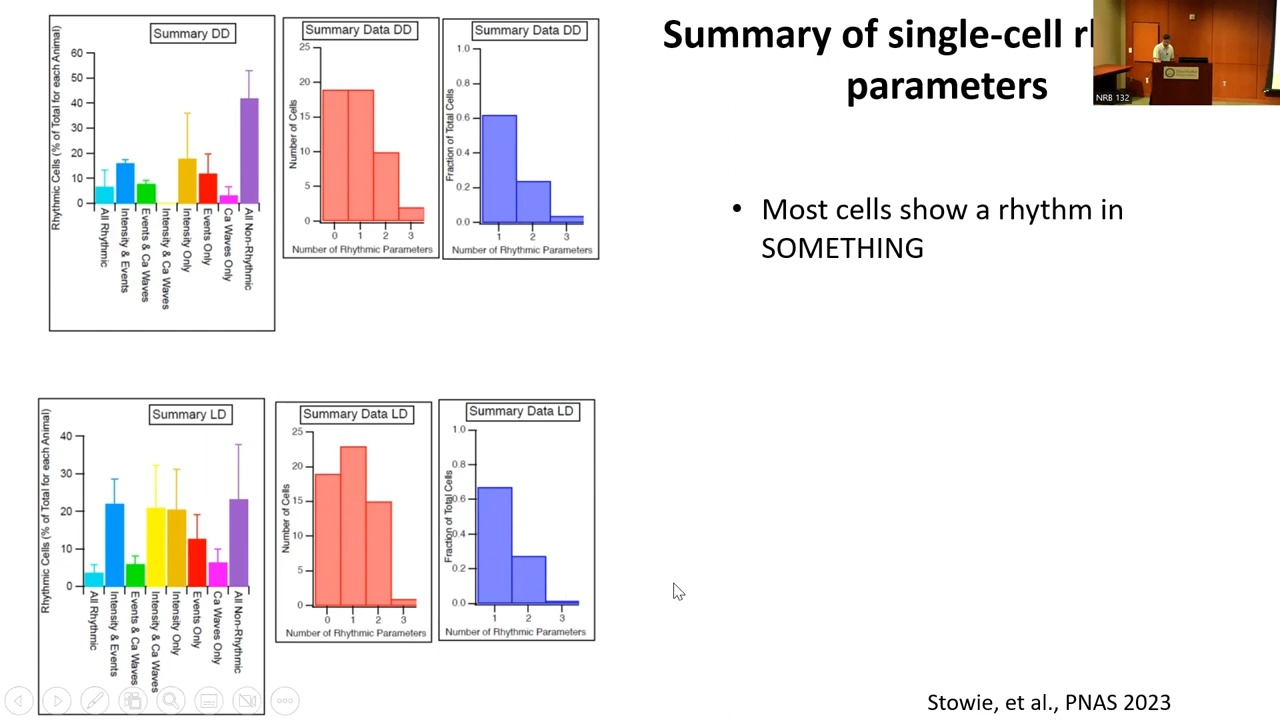 Summary of single-cell
parameters
NRB 132
• Most cells show a rhythm in
SOMETHING
Summary DD
Rhythmic Cells (% of Total for each Animal)
60
50
40
30
20
10
0
All Rhythmic
Intensity & Events
Events & Ca Waves
Intensity & Ca Waves
Intensity Only
Events Only
Ca Waves Only
All Non-Rhythmic
Summary Data DD
Number of Cells
25
20
15
10
5
0
0 1 2 3
Number of Rhythmic Parameters
Summary Data DD
Fraction of Total Cells
1.0
0.8
0.6
0.4
0.2
0.0
1 2 3
Number of Rhythmic Parameters
Summary LD
Rhythmic Cells (% of Total for each Animal)
40
30
20
10
0
All Rhythmic
Intensity & Events
Events & Ca Waves
Intensity & Ca Waves
Intensity Only
Events Only
Ca Waves Only
All Non-Rhythmic
Summary Data LD
Number of Cells
25
20
15
10
5
0
0 1 2 3
Number of Rhythmic Parameters
Summary Data LD
Fraction of Total Cells
1.0
0.8
0.6
0.4
0.2
0.0
1 2 3
Number of Rhythmic Parameters
Stowie, et al., PNAS 2023